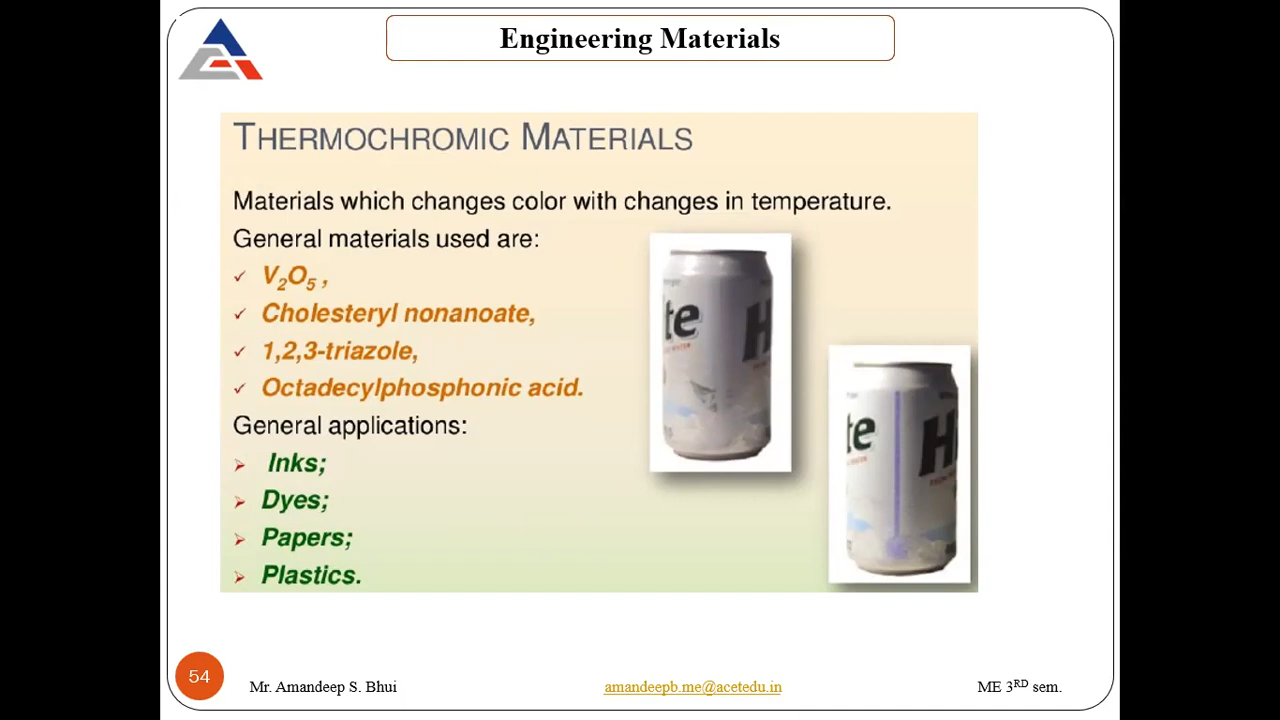 Engineering Materials
THERMOCHROMIC MATERIALS
Materials which changes color with changes in temperature.
General materials used are:
✓ V₂O₅ ,
✓ Cholesteryl nonanoate,
✓ 1,2,3-triazole,
✓ Octadecylphosphonic acid.
General applications:
➢ Inks;
➢ Dyes;
➢ Papers;
➢ Plastics.
te
H
te
H
54
Mr. Amandeep S. Bhui
amandeepb.me@acetedu.in
ME 3RD sem.